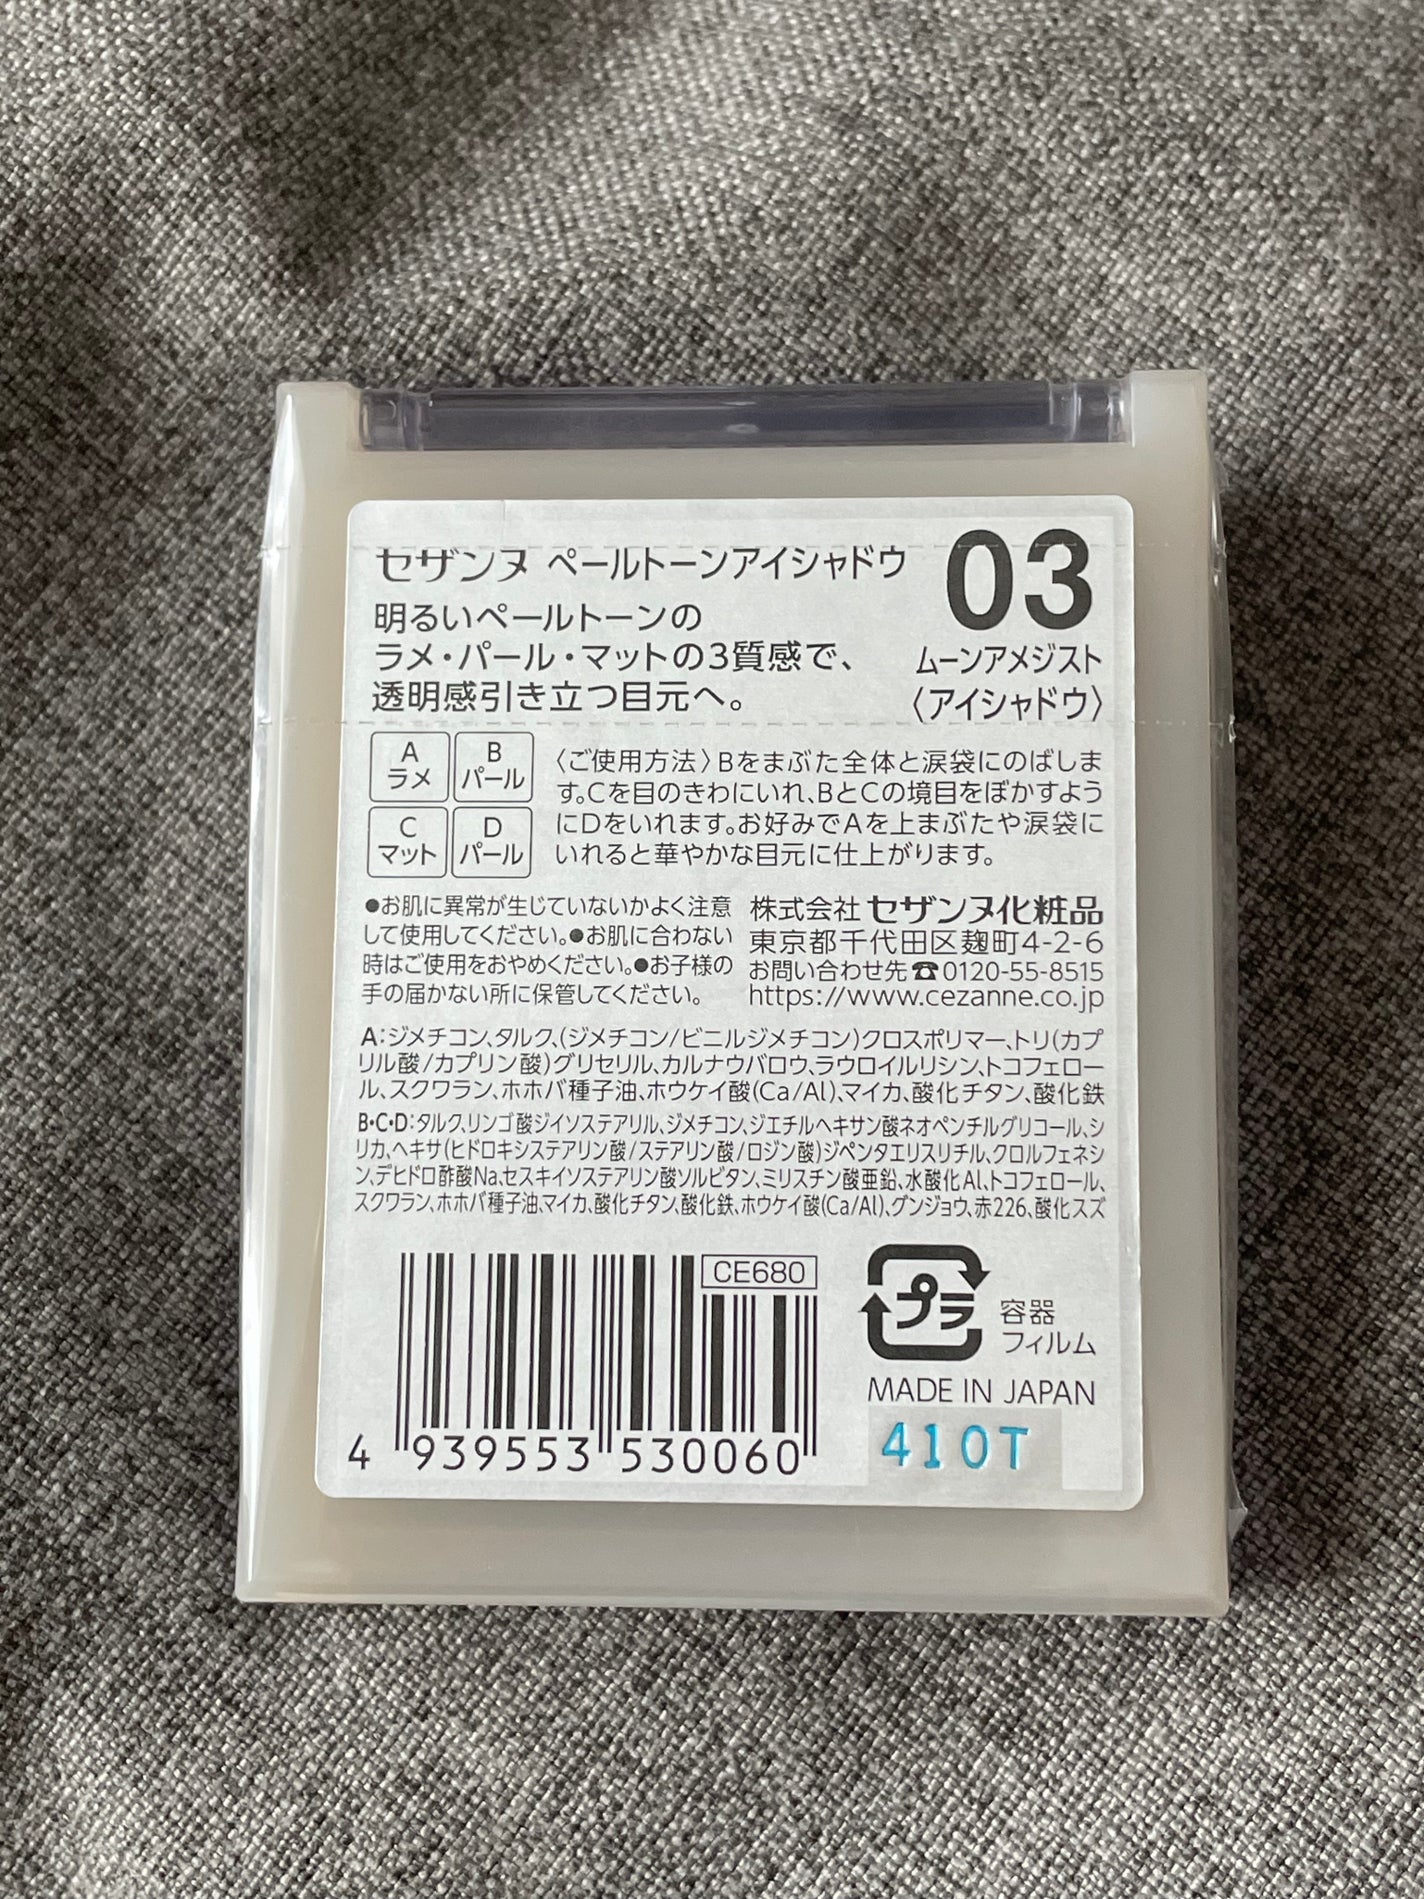 セザンヌ ペールトーンアイシャドウ
03
明るいペールトーンの
ラメ・パール・マットの3質感で、
透明感引き立つ目元へ。
ムーンアメジスト
〈アイシャドウ〉
A
ラメ
B
パール
C
マット
D
パール
〈ご使用方法〉Bをまぶた全体と涙袋にのばしま
す。Cを目のきわにいれ、BとCの境目をぼかすよう
にDをいれます。お好みでAを上まぶたや涙袋に
いれると華やかな目元に仕上がります。
●お肌に異常が生じていないかよく注意
して使用してください。●お肌に合わない
時はご使用をおやめください。●お子様の
手の届かない所に保管してください。
株式会社 セザンヌ化粧品
東京都千代田区麹町4-2-6
お問い合わせ先☎0120-55-8515
https://www.cezanne.co.jp
A:ジメチコン、タルク、(ジメチコン/ビニルジメチコン)クロスポリマー、トリ(カプ
リル酸/カプリン酸)グリセリル、カルナウバロウ、ラウロイルリシン、トコフェロー
ル、スクワラン、ホホバ種子油、ホウケイ酸(Ca/Al)、マイカ、酸化チタン、酸化鉄
B・C・D:タルク、リンゴ酸ジイソステアリル、ジメチコン、ジエチルヘキサン酸ネオペンチルグリコール、シ
リカ、ヘキサ(ヒドロキシステアリン酸/ステアリン酸/ロジン酸)ジペンタエリスリチル、クロルフェネシ
ン、デヒドロ酢酸Na、セスキイソステアリン酸ソルビタン、ミリスチン酸亜鉛、水酸化Al、トコフェロール、
スクワラン、ホホバ種子油、マイカ、酸化チタン、酸化鉄、ホウケイ酸(Ca/Al)、グンジョウ、赤226、酸化スズ
CE680
4 939553 530060
プラ
容器
フィルム
MADE IN JAPAN
410T